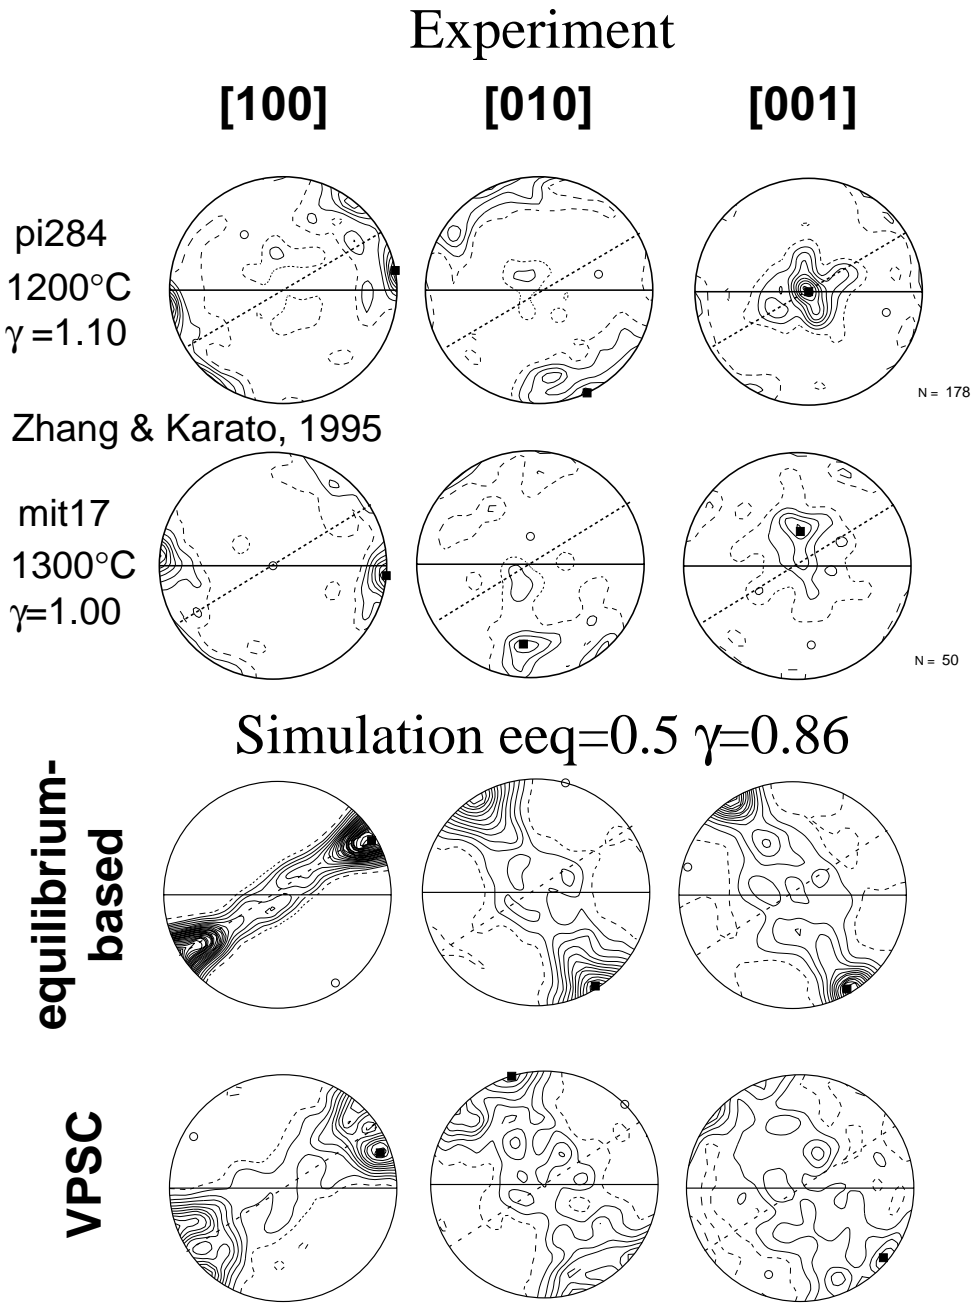 Experiment
[100] [010] [001]
pi284
1200°C
γ =1.10
N = 178
Zhang & Karato, 1995
mit17
1300°C
γ=1.00
N = 50
Simulation eeq=0.5 γ=0.86
equilibrium-
based
VPSC